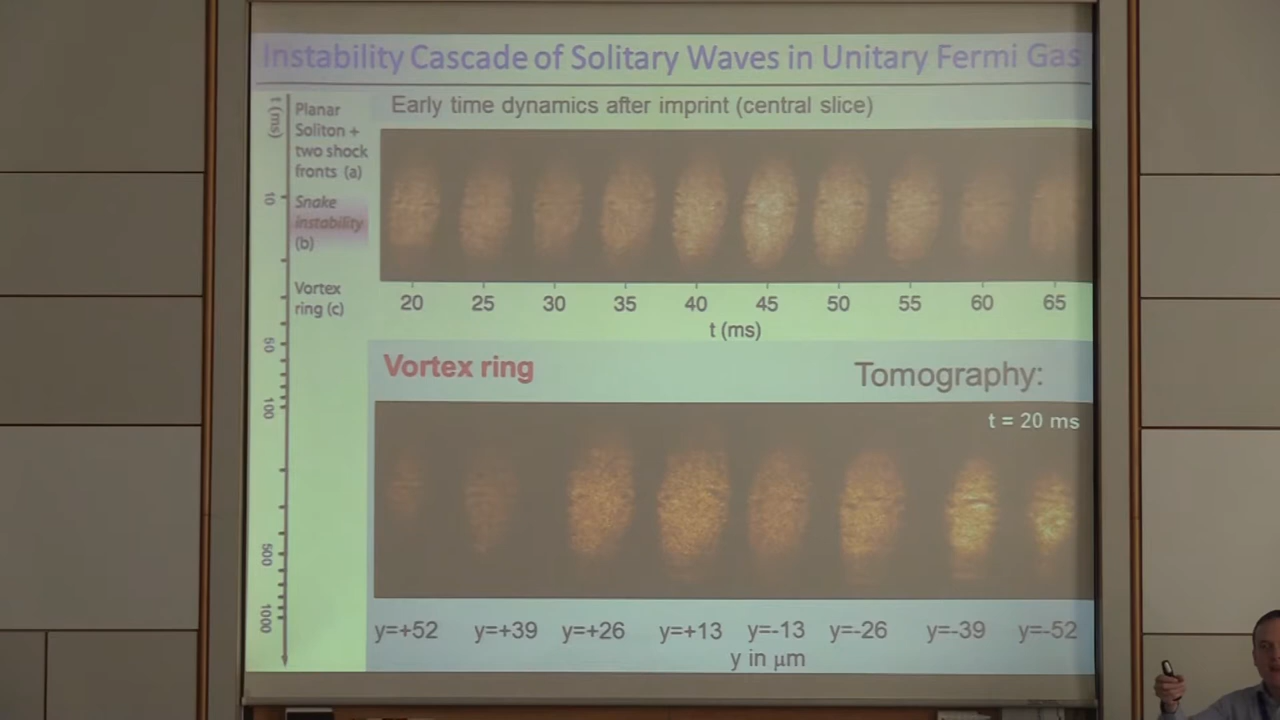 Instability Cascade of Solitary Waves in Unitary Fermi Gas
t (ms)
10
50
100
500
1000
Planar
Soliton +
two shock
fronts (a)
Snake
instability
(b)
Vortex
ring (c)
Early time dynamics after imprint (central slice)
20 25 30 35 40 45 50 55 60 65
t (ms)
Vortex ring
Tomography:
t = 20 ms
y=+52 y=+39 y=+26 y=+13 y=-13 y=-26 y=-39 y=-52
y in μm